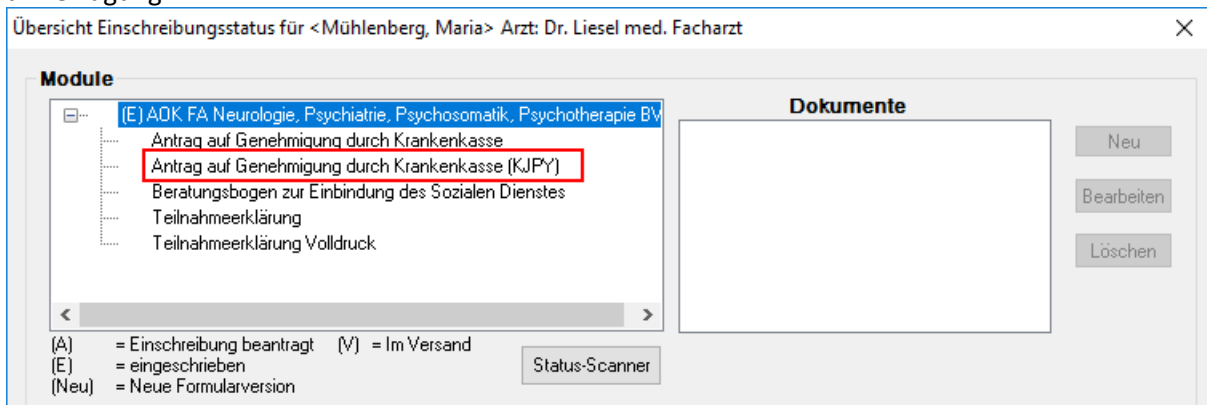 Übersicht Einschreibungsstatus für <Mühlenberg, Maria> Arzt: Dr. Liesel med. Facharzt
Module
(E) AOK FA Neurologie, Psychiatrie, Psychosomatik, Psychotherapie BV
Antrag auf Genehmigung durch Krankenkasse
Antrag auf Genehmigung durch Krankenkasse (KJPY)
Beratungsbogen zur Einbindung des Sozialen Dienstes
Teilnahmeerklärung
Teilnahmeerklärung Volldruck
Dokumente
Neu
Bearbeiten
Löschen
(A) = Einschreibung beantragt (V) = Im Versand
(E) = eingeschrieben
(Neu) = Neue Formularversion
Status-Scanner